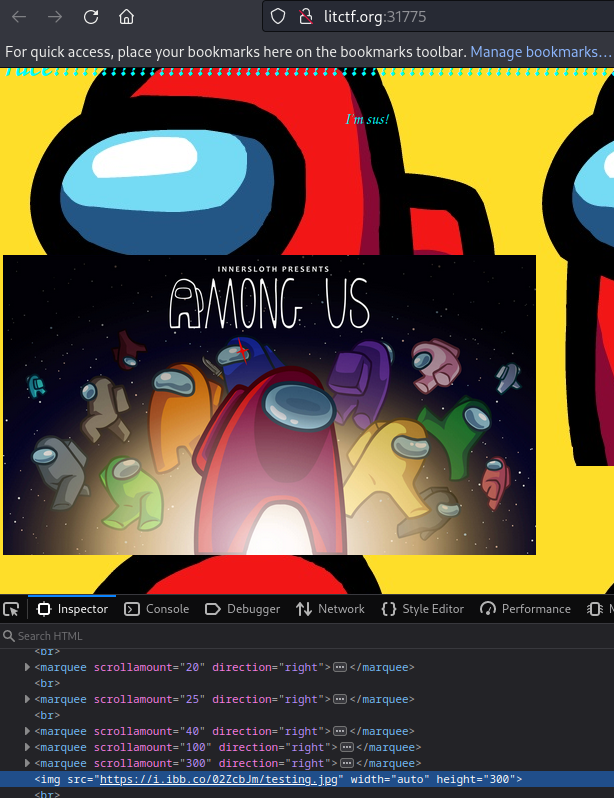 litctf.org:31775
For quick access, place your bookmarks here on the bookmarks toolbar. Manage bookmarks…
I'm sus!
INNERSLOTH PRESENTS
AMONG US
Inspector Console Debugger Network Style Editor Performance
Search HTML
<br>
<marquee scrollamount="20" direction="right"></marquee>
<br>
<marquee scrollamount="25" direction="right"></marquee>
<br>
<marquee scrollamount="40" direction="right"></marquee>
<marquee scrollamount="100" direction="right"></marquee>
<marquee scrollamount="300" direction="right"></marquee>
<img src="https://i.ibb.co/02ZcbJm/testing.jpg" width="auto" height="300">
<br>